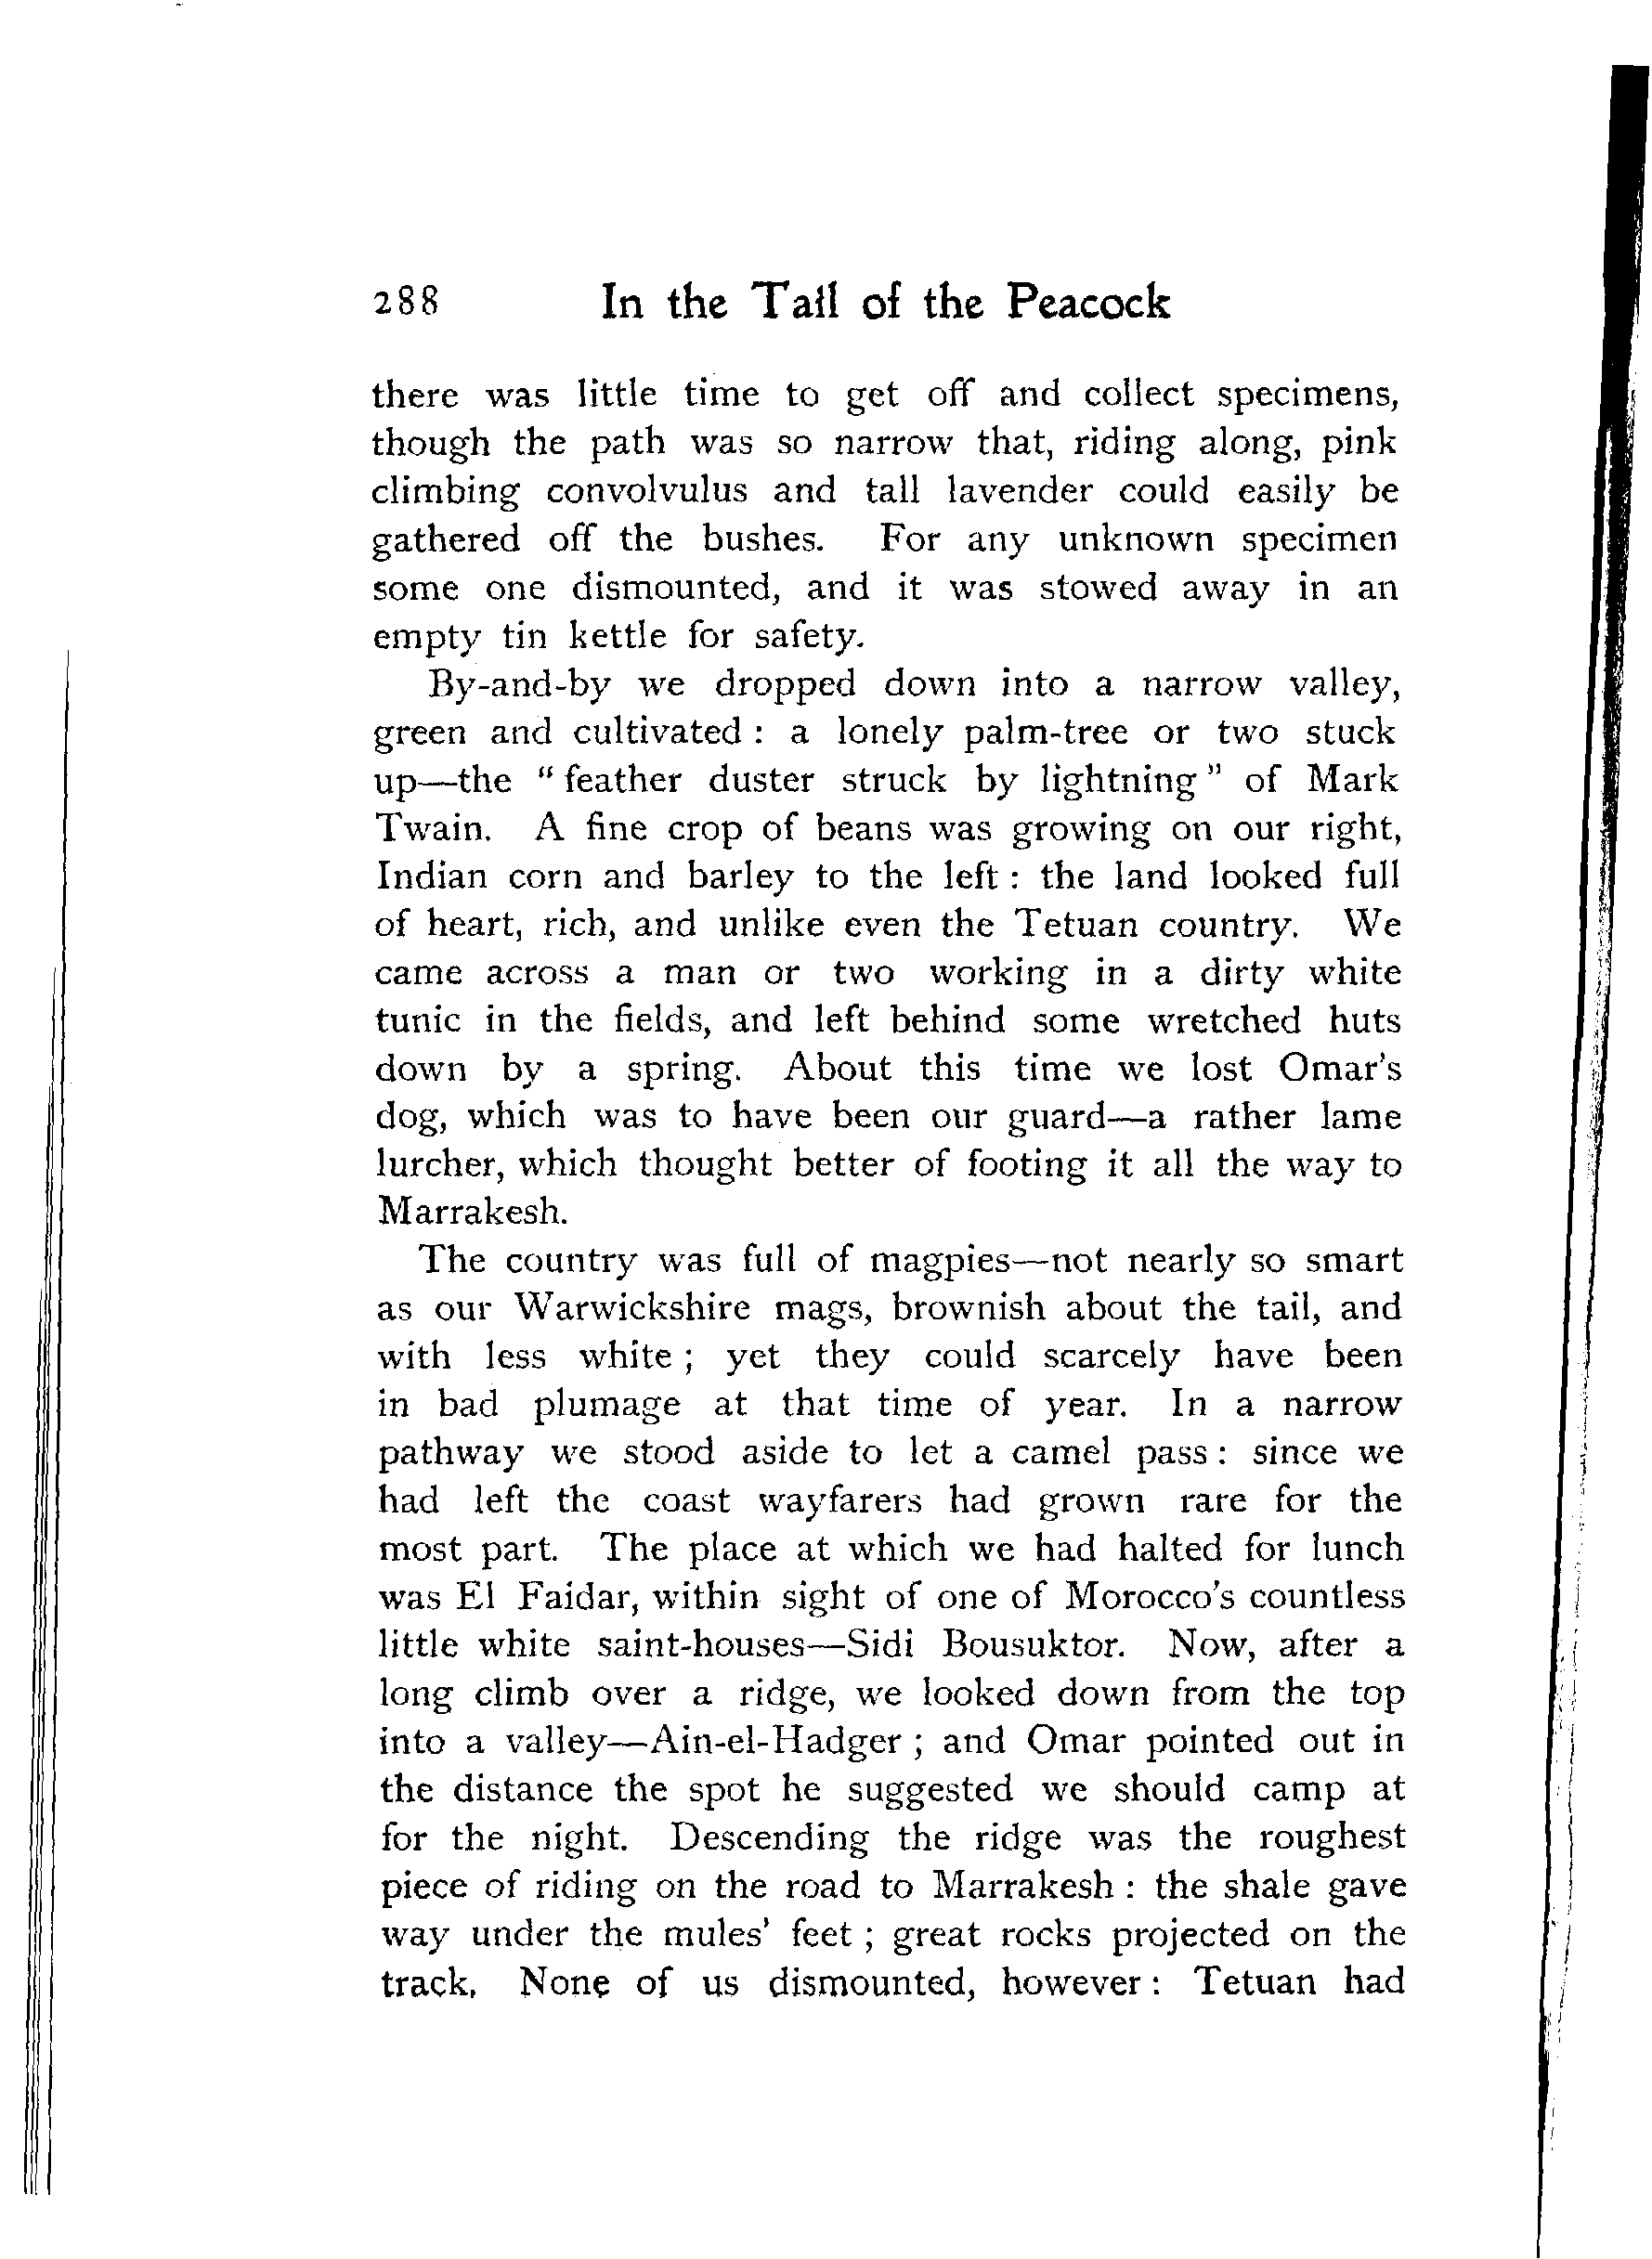 288 In the Tail of the Peacock
there was little time to get off and collect specimens,
though the path was so narrow that, riding along, pink
climbing convolvulus and tall lavender could easily be
gathered off the bushes. For any unknown specimen
some one dismounted, and it was stowed away in an
empty tin kettle for safety.
By-and-by we dropped down into a narrow valley,
green and cultivated : a lonely palm-tree or two stuck
up—the “ feather duster struck by lightning ” of Mark
Twain. A fine crop of beans was growing on our right,
Indian corn and barley to the left : the land looked full
of heart, rich, and unlike even the Tetuan country. We
came across a man or two working in a dirty white
tunic in the fields, and left behind some wretched huts
down by a spring. About this time we lost Omar's
dog, which was to have been our guard—a rather lame
lurcher, which thought better of footing it all the way to
Marrakesh.
The country was full of magpies—not nearly so smart
as our Warwickshire mags, brownish about the tail, and
with less white ; yet they could scarcely have been
in bad plumage at that time of year. In a narrow
pathway we stood aside to let a camel pass : since we
had left the coast wayfarers had grown rare for the
most part. The place at which we had halted for lunch
was El Faidar, within sight of one of Morocco's countless
little white saint-houses—Sidi Bousuktor. Now, after a
long climb over a ridge, we looked down from the top
into a valley—Ain-el-Hadger ; and Omar pointed out in
the distance the spot he suggested we should camp at
for the night. Descending the ridge was the roughest
piece of riding on the road to Marrakesh : the shale gave
way under the mules' feet ; great rocks projected on the
track. None of us dismounted, however : Tetuan had